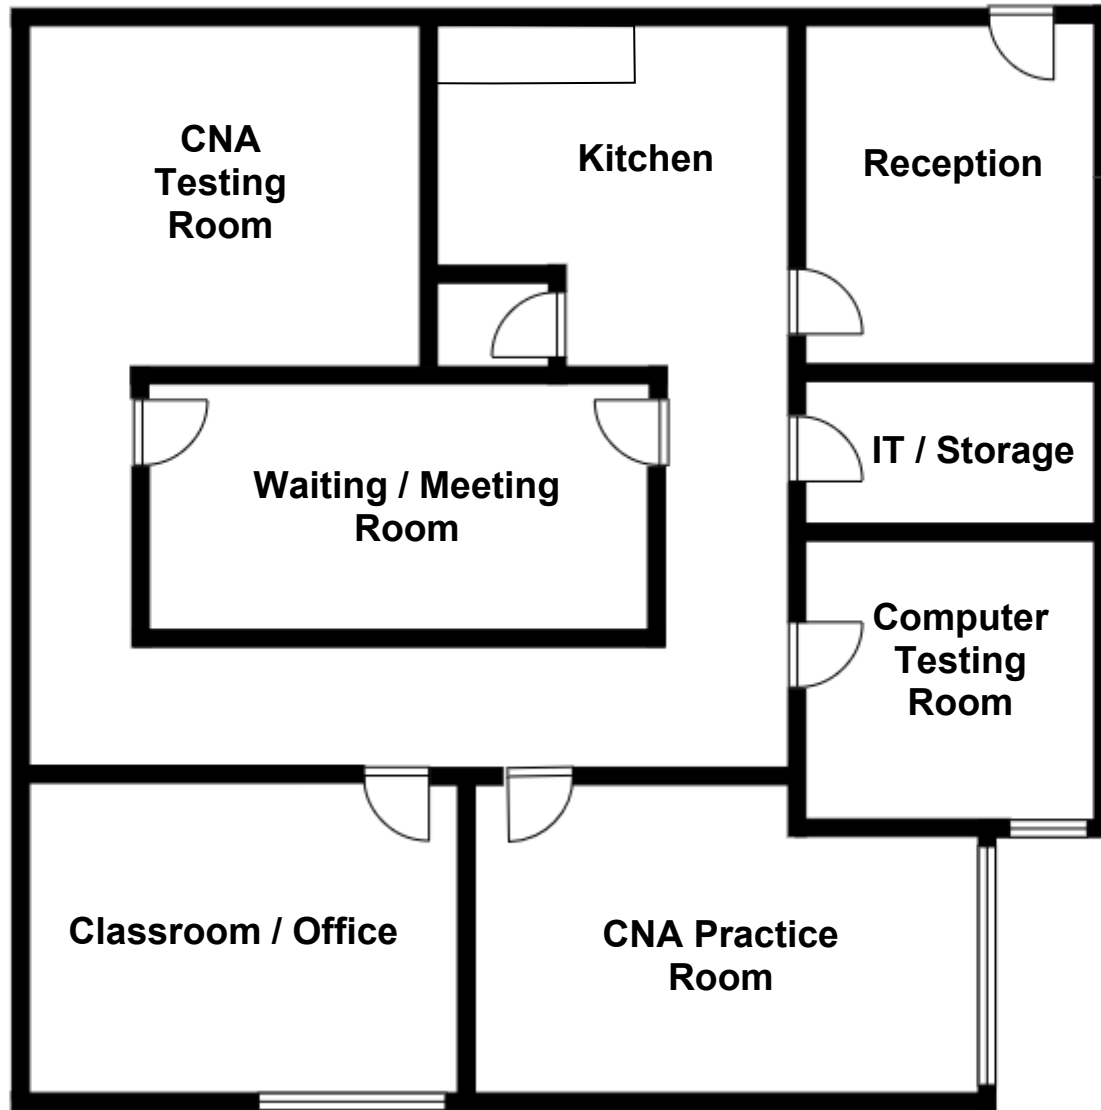 CNA
Testing
Room
Kitchen
Reception
IT / Storage
Waiting / Meeting
Room
Computer
Testing
Room
Classroom / Office
CNA Practice
Room